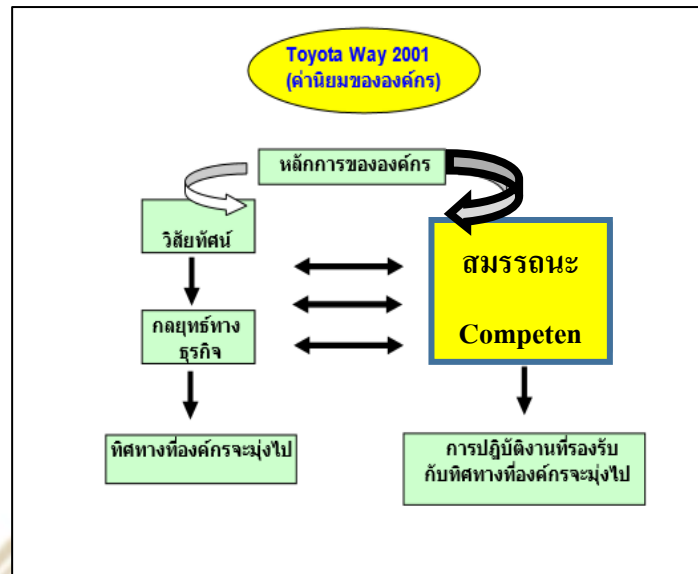 Toyota Way 2001
(ค่านิยมขององค์กร)
หลักการขององค์กร
วิสัยทัศน์
สมรรถนะ
Competen
กลยุทธ์ทาง
ธุรกิจ
ทิศทางที่องค์กรจะมุ่งไป
การปฏิบัติงานที่รองรับ
กับทิศทางที่องค์กรจะมุ่งไป